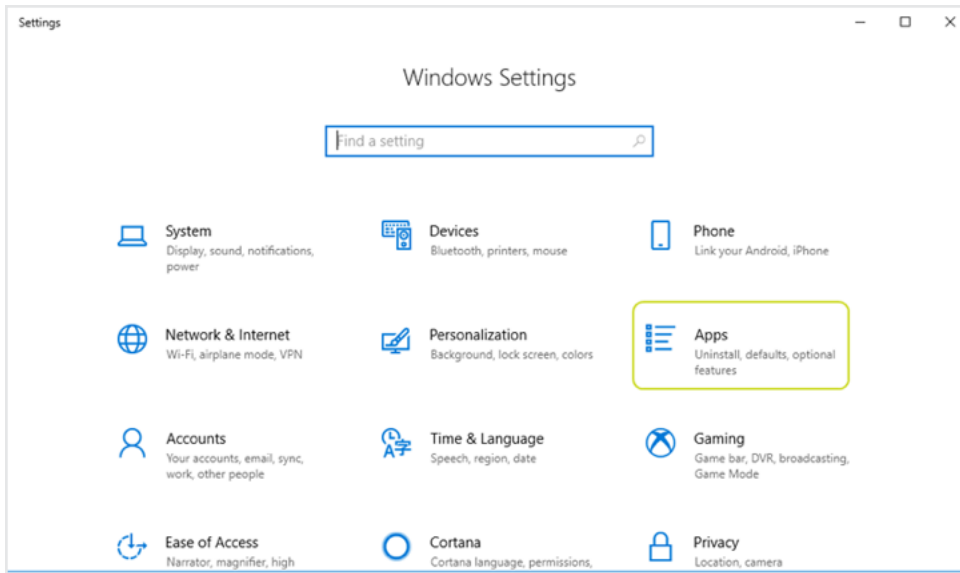 Settings
Windows Settings
Find a setting
System
Display, sound, notifications,
power
Devices
Bluetooth, printers, mouse
Phone
Link your Android, iPhone
Network & Internet
Wi-Fi, airplane mode, VPN
Personalization
Background, lock screen, colors
Apps
Uninstall, defaults, optional
features
Accounts
Your accounts, email, sync,
work, other people
Time & Language
Speech, region, date
Gaming
Game bar, DVR, broadcasting,
Game Mode
Ease of Access
Narrator, magnifier, high
Cortana
Cortana language, permissions,
Privacy
Location, camera